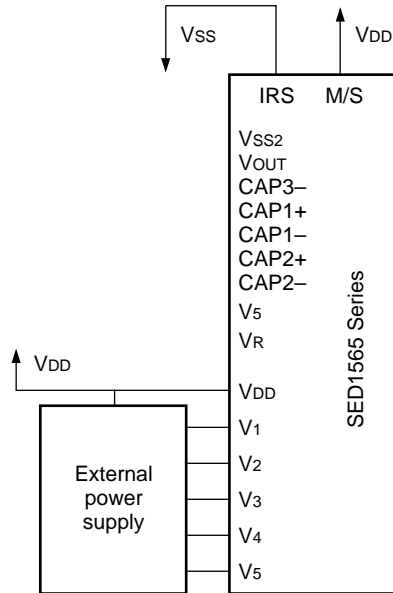 VSS
VDD
IRS M/S
VSS2
VOUT
CAP3–
CAP1+
CAP1–
CAP2+
CAP2–
V5
VR
VDD
VDD
V1
V2
V3
V4
V5
External
power
supply
SED1565 Series